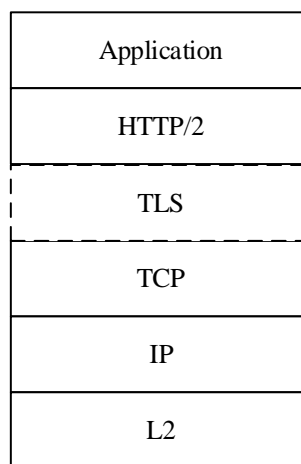 Application
HTTP/2
TLS
TCP
IP
L2